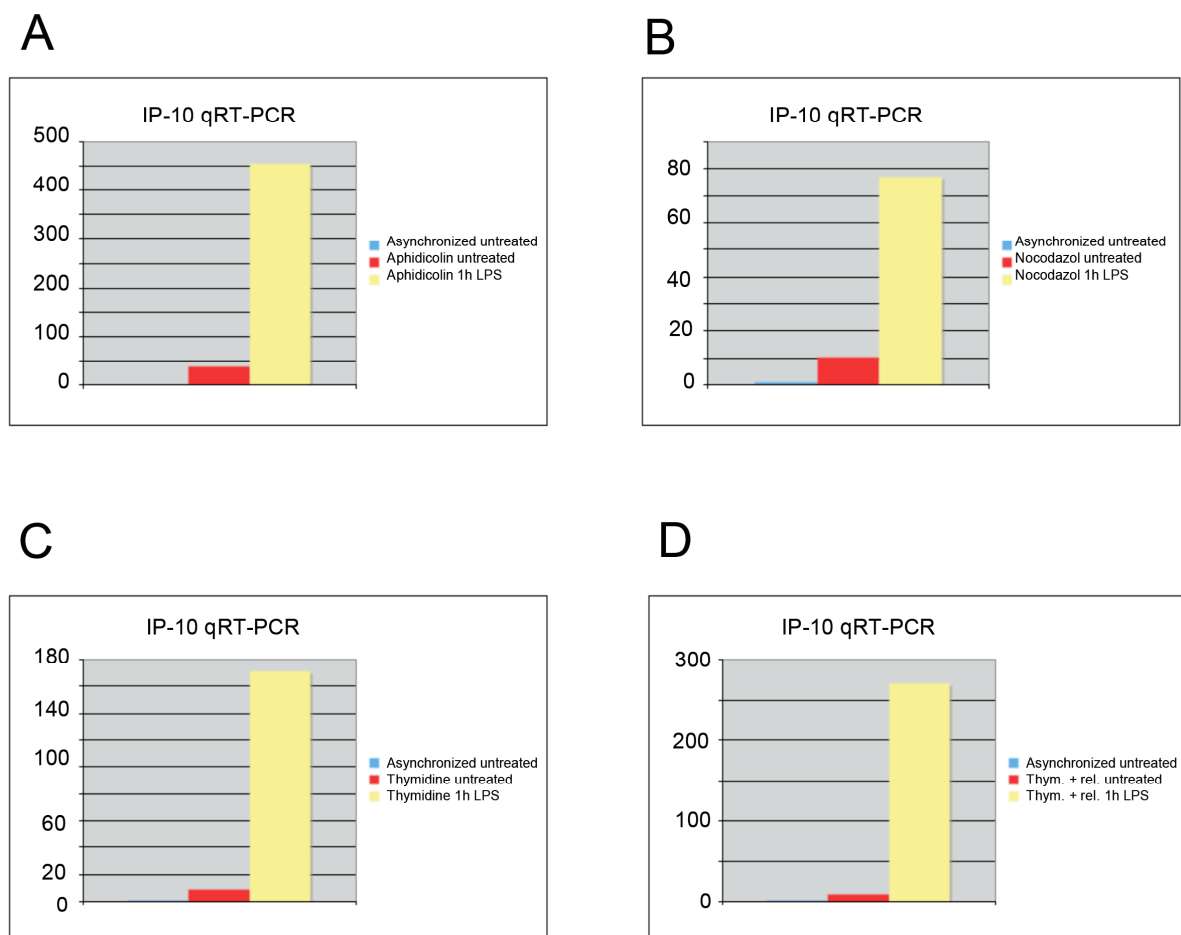 A
IP-10 qRT-PCR
500
400
300
200
100
0
Asynchronized untreated
Aphidicolin untreated
Aphidicolin 1h LPS
B
IP-10 qRT-PCR
80
60
40
20
0
Asynchronized untreated
Nocodazol untreated
Nocodazol 1h LPS
C
IP-10 qRT-PCR
180
140
100
60
20
0
Asynchronized untreated
Thymidine untreated
Thymidine 1h LPS
D
IP-10 qRT-PCR
300
200
100
0
Asynchronized untreated
Thym. + rel. untreated
Thym. + rel. 1h LPS